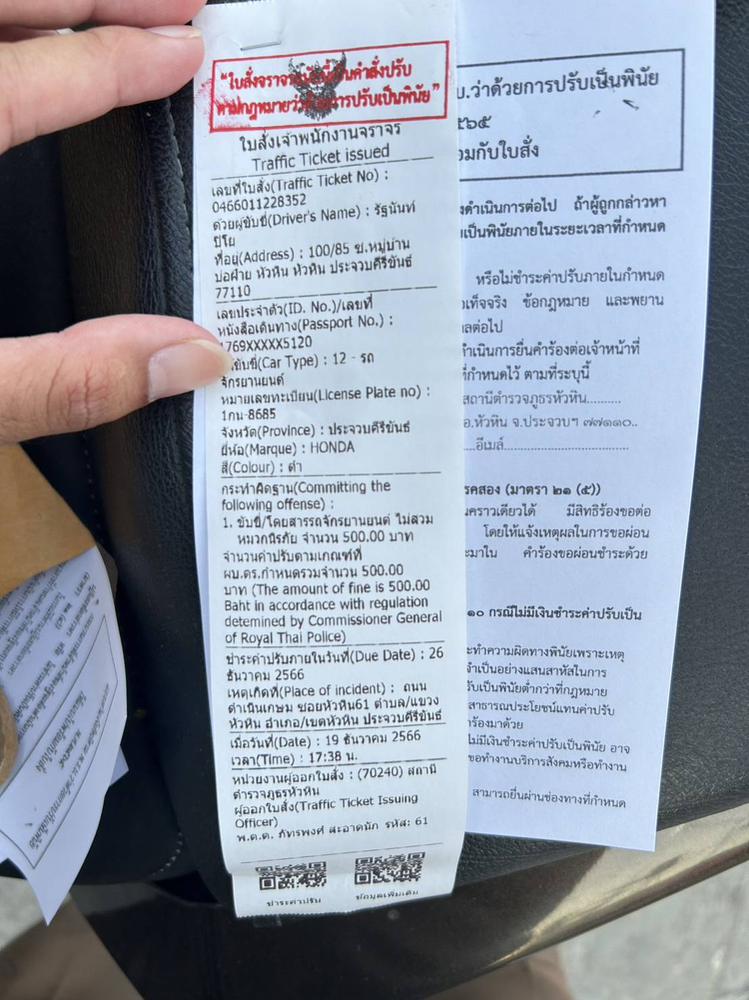 "ใบสั่งจราจรฉบับนี้เป็นคำสั่งปรับ
ตามกฎหมายว่าด้วยการปรับเป็นพินัย"
ใบสั่งเจ้าพนักงานจราจร
Traffic Ticket issued
เลขที่ใบสั่ง(Traffic Ticket No) :
0466011228352
ด้วยผู้ขับขี่(Driver's Name) : รัฐนันท์
ปิโย
ที่อยู่(Address) : 100/85 ซ.หมู่บ้าน
บ่อฝ้าย หัวหิน หัวหิน ประจวบคีรีขันธ์
77110
เลขประจำตัว(ID. No.)/เลขที่
หนังสือเดินทาง(Passport No.) :
1769XXXXX5120
ขับขี่(Car Type) : 12 - รถ
จักรยานยนต์
หมายเลขทะเบียน(License Plate no) :
1กน-8685
จังหวัด(Province) : ประจวบคีรีขันธ์
ยี่ห้อ(Marque) : HONDA
สี(Colour) : ดำ
กระทำผิดฐาน(Committing the
following offense) :
1. ขับขี่/โดยสารรถจักรยานยนต์ ไม่สวม
หมวกนิรภัย จำนวน 500.00 บาท
จำนวนค่าปรับตามเกณฑ์ที่
ผบ.ตร.กำหนดรวมจำนวน 500.00
บาท (The amount of fine is 500.00
Baht in accordance with regulation
detemined by Commissioner General
of Royal Thai Police)
ชำระค่าปรับภายในวันที่(Due Date) : 26
ธันวาคม 2566
เหตุเกิดที่(Place of incident) : ถนน
ดำเนินเกษม ซอยหัวหิน61 ตำบล/แขวง
หัวหิน อำเภอ/เขตหัวหิน ประจวบคีรีขันธ์
เมื่อวันที่(Date) : 19 ธันวาคม 2566
เวลา(Time) : 17:38 น.
หน่วยงานผู้ออกใบสั่ง : (70240) สถานี
ตำรวจภูธรหัวหิน
ผู้ออกใบสั่ง(Traffic Ticket Issuing
Officer)
พ.ต.ต. ภัทรพงศ์ สะอาดนัก รหัส: 61
ชำระค่าปรับ ข้อมูลเพิ่มเติม
บ.ว่าด้วยการปรับเป็นพินัย
๕๖๕
อมกับใบสั่ง
งดำเนินการต่อไป ถ้าผู้ถูกกล่าวหา
เป็นพินัยภายในระยะเวลาที่กำหนด
หรือไม่ชำระค่าปรับภายในกำหนด
อเท็จจริง ข้อกฎหมาย และพยาน
ลต่อไป
ดำเนินการยื่นคำร้องต่อเจ้าหน้าที่
ที่กำหนดไว้ ตามที่ระบุนี้
สถานีตำรวจภูธรหัวหิน.........
อ.หัวหิน จ.ประจวบฯ ๗๗๑๑๐..
....อีเมล์.....................................
รคสอง (มาตรา ๒๑ (๕))
นคราวเดียวได้ มีสิทธิร้องขอต่อ
โดยให้แจ้งเหตุผลในการขอผ่อน
ะมาใน คำร้องขอผ่อนชำระด้วย
๑๐ กรณีไม่มีเงินชำระค่าปรับเป็น
ะทำความผิดทางพินัยเพราะเหตุ
จำเป็นอย่างแสนสาหัสในการ
รับเป็นพินัยต่ำกว่าที่กฎหมาย
สาธารณประโยชน์แทนค่าปรับ
าร้องมาด้วย
ไม่มีเงินชำระค่าปรับเป็นพินัย อาจ
ขอทำงานบริการสังคมหรือทำงาน
สามารถยื่นผ่านช่องทางที่กำหนด